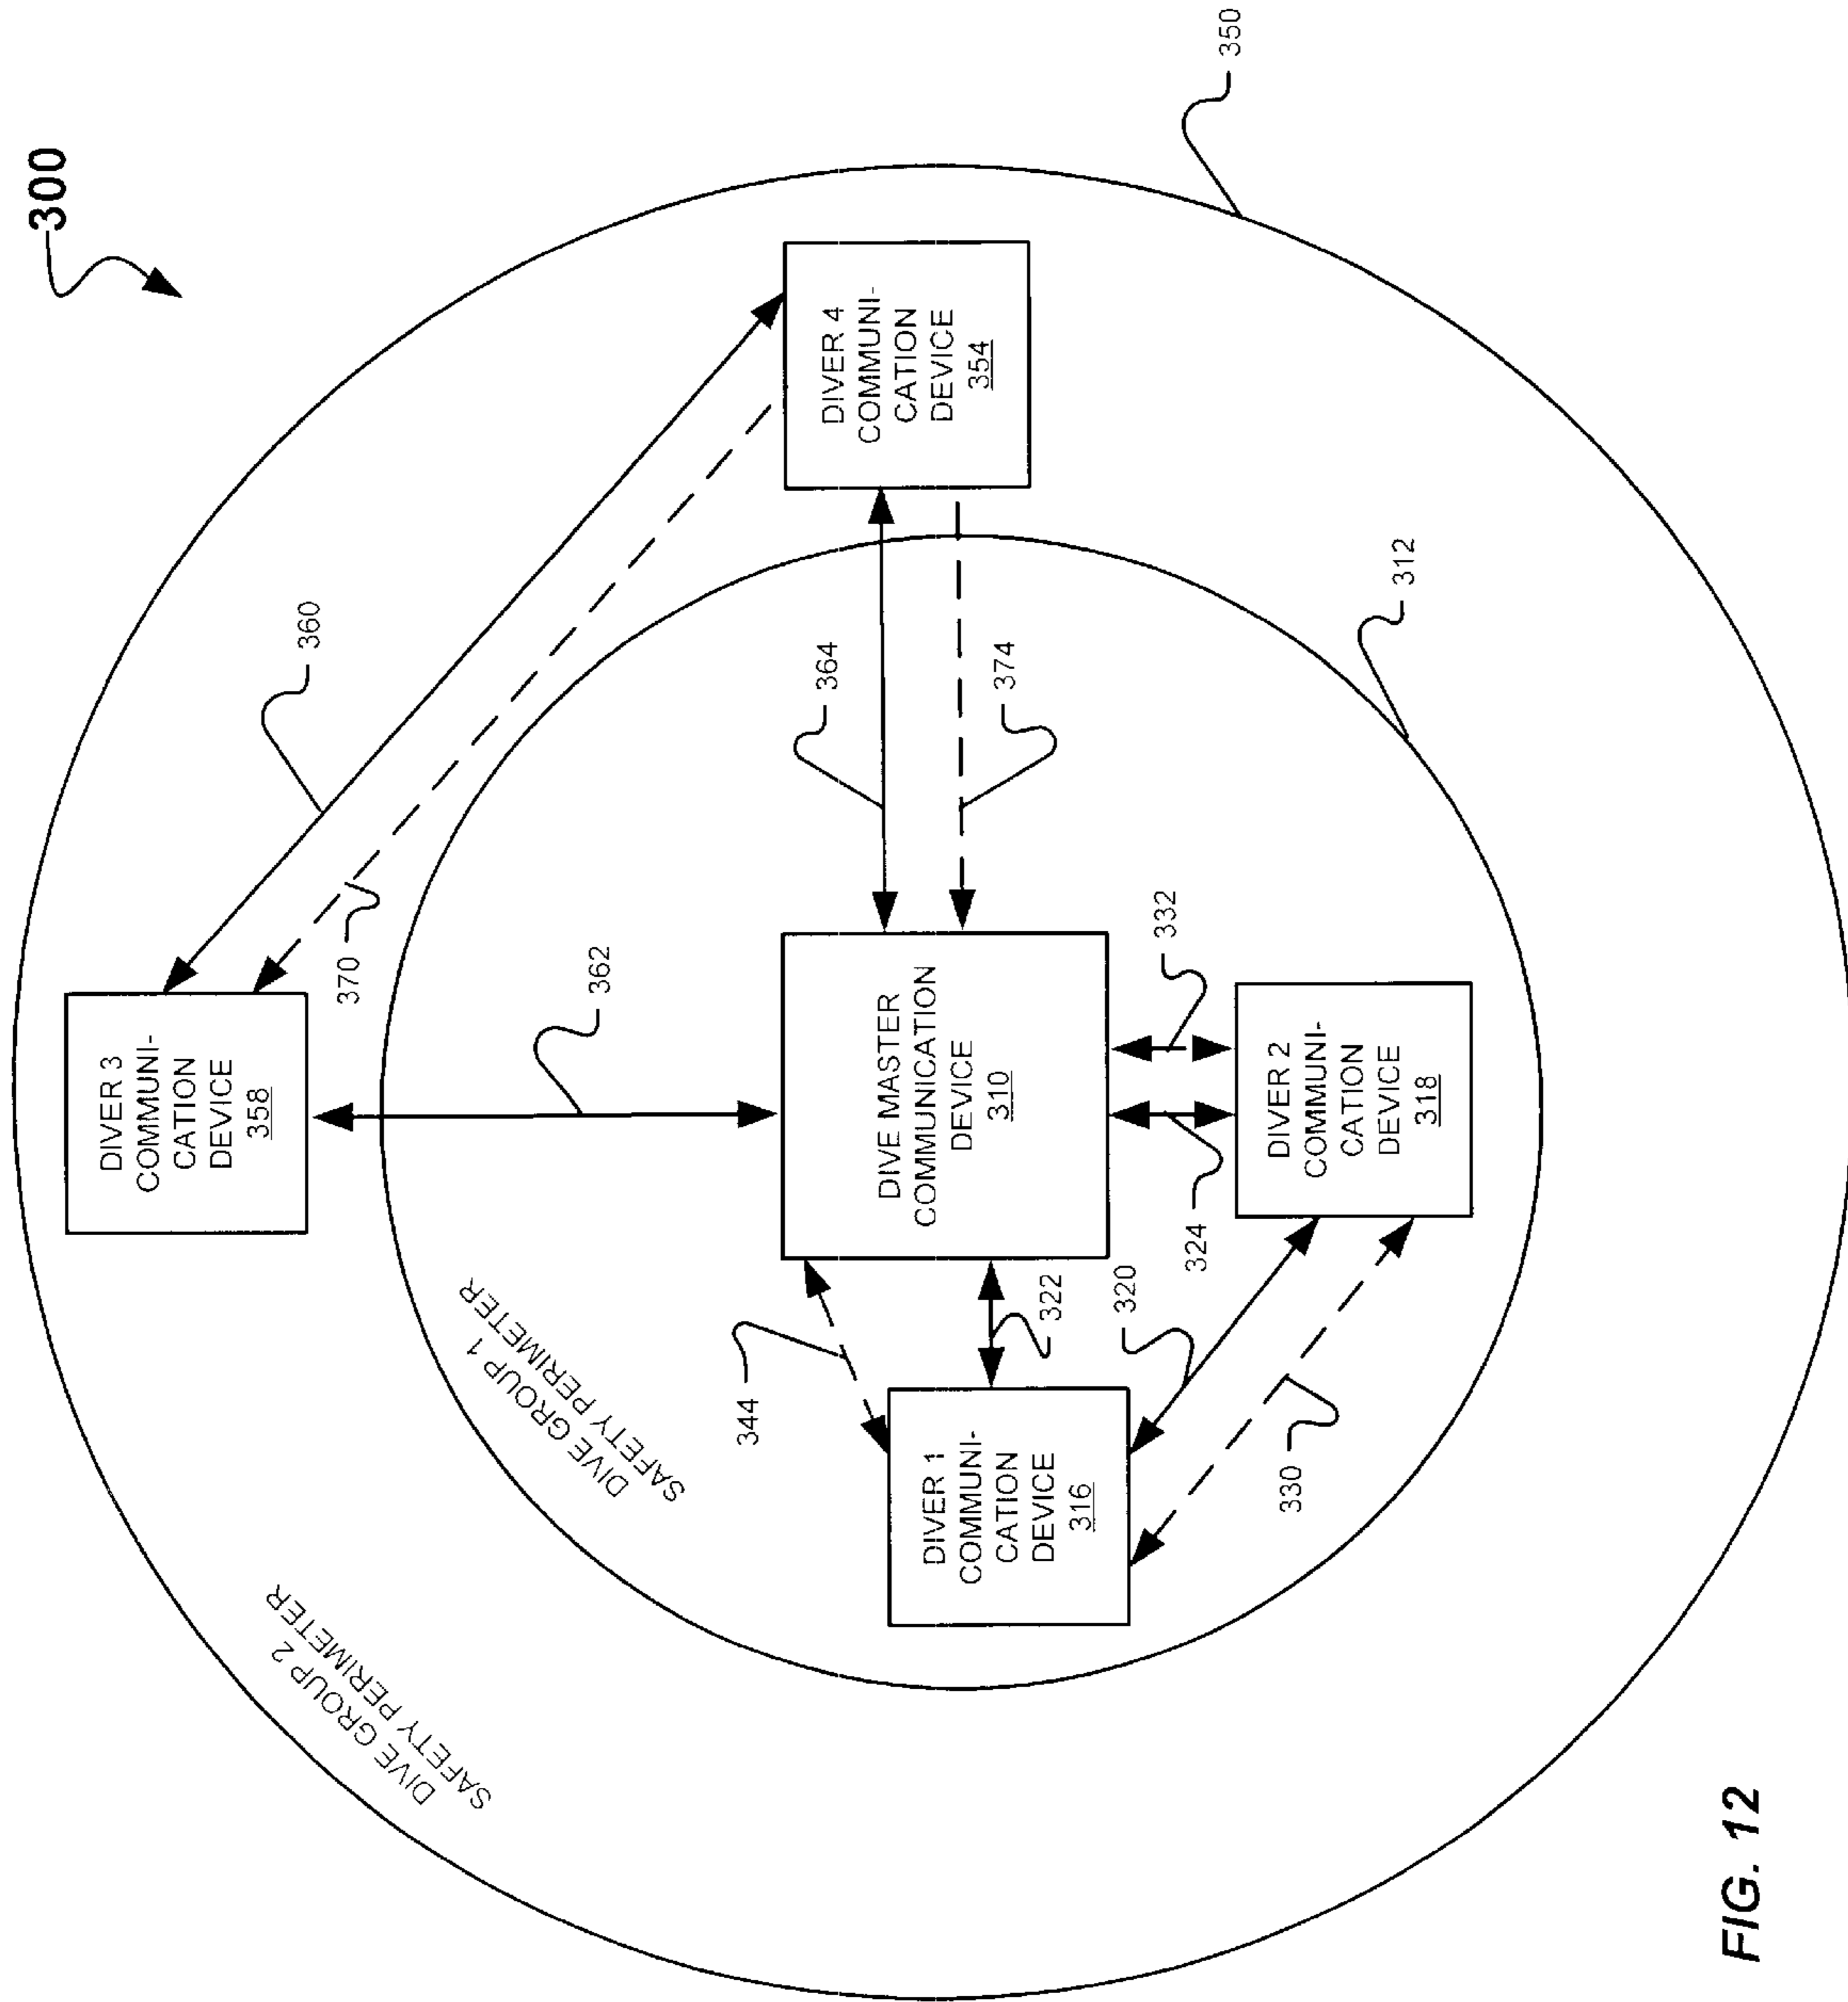 300
DIVE GROUP 2
SAFETY PERIMETER
DIVE GROUP 1
SAFETY PERIMETER
DIVER 3
COMMUNI-
CATION
DEVICE
358
360
370
362
350
DIVER 4
COMMUNI-
CATION
DEVICE
354
364
374
312
DIVE MASTER
COMMUNICATION
DEVICE
310
344
322
320
330
324
332
DIVER 1
COMMUNI-
CATION
DEVICE
316
DIVER 2
COMMUNI-
CATION
DEVICE
318
FIG. 12